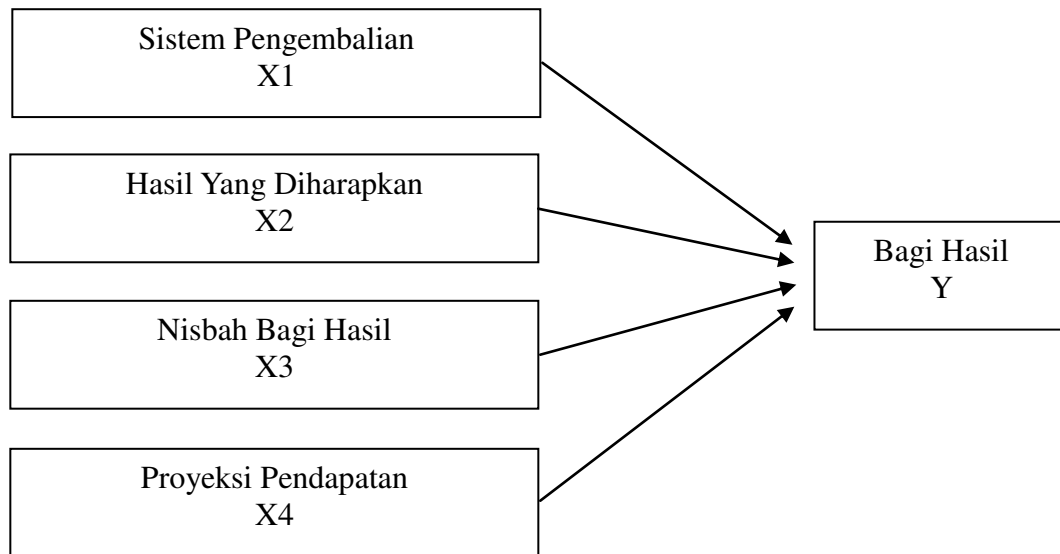 Sistem Pengembalian
X1
Hasil Yang Diharapkan
X2
Nisbah Bagi Hasil
X3
Proyeksi Pendapatan
X4
Bagi Hasil
Y